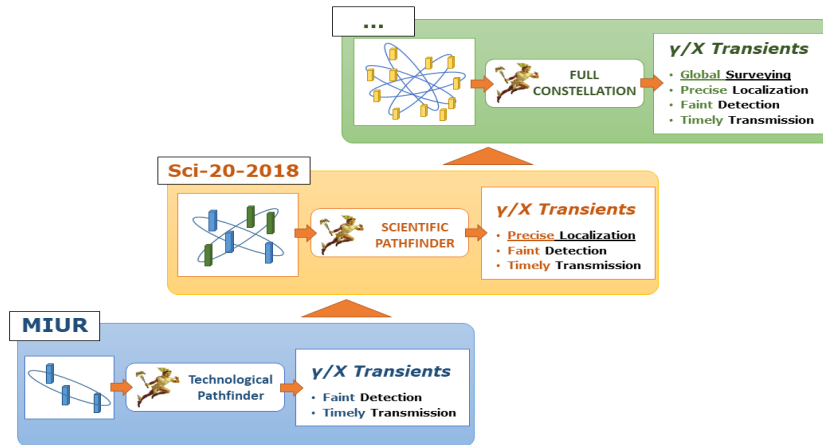 ...
γ/X Transients
FULL
CONSTELLATION
• Global Surveying
• Precise Localization
• Faint Detection
• Timely Transmission
Sci-20-2018
γ/X Transients
SCIENTIFIC
PATHFINDER
• Precise Localization
• Faint Detection
• Timely Transmission
MIUR
γ/X Transients
Technological
Pathfinder
• Faint Detection
• Timely Transmission